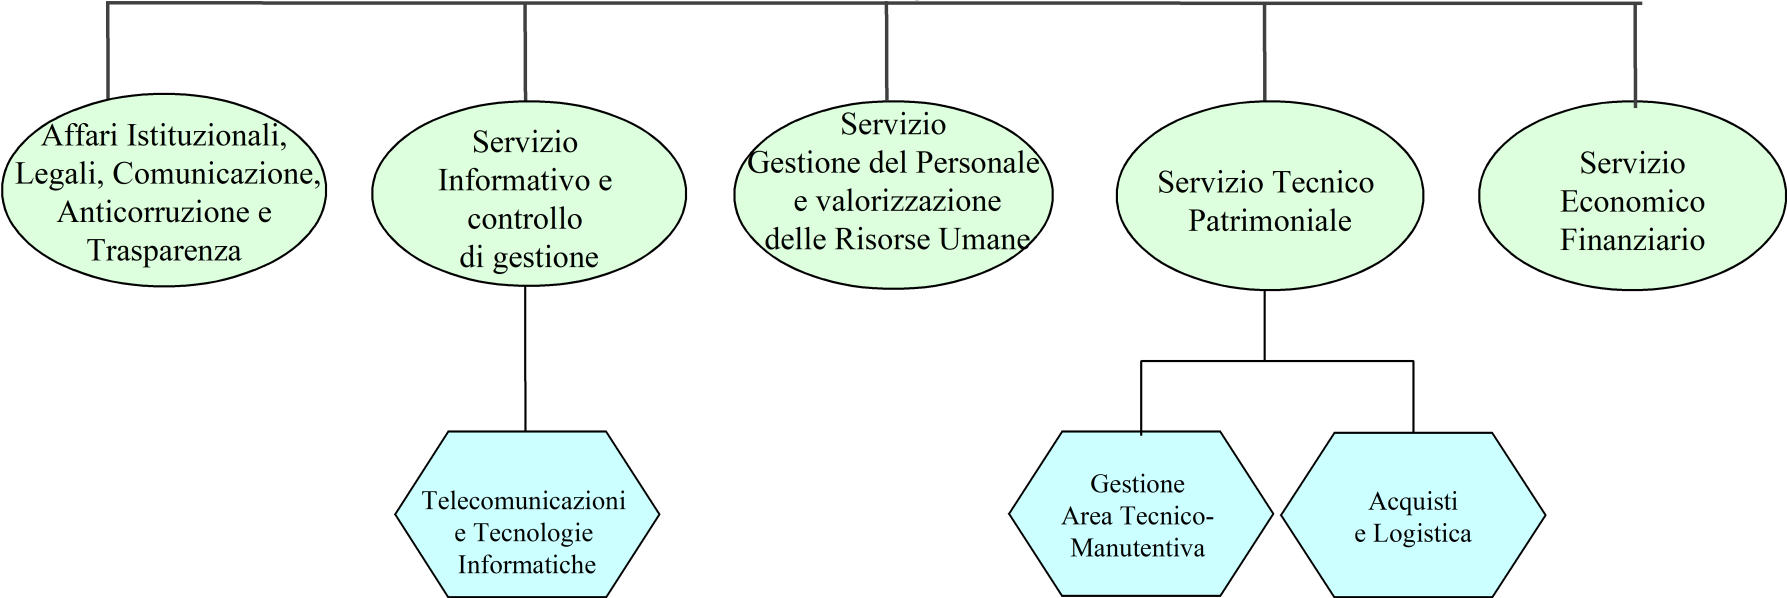 Affari Istituzionali,
Legali, Comunicazione,
Anticorruzione e
Trasparenza
Servizio
Informativo e
controllo
di gestione
Servizio
Gestione del Personale
e valorizzazione
delle Risorse Umane
Servizio Tecnico
Patrimoniale
Servizio
Economico
Finanziario
Telecomunicazioni
e Tecnologie
Informatiche
Gestione
Area Tecnico-
Manutentiva
Acquisti
e Logistica